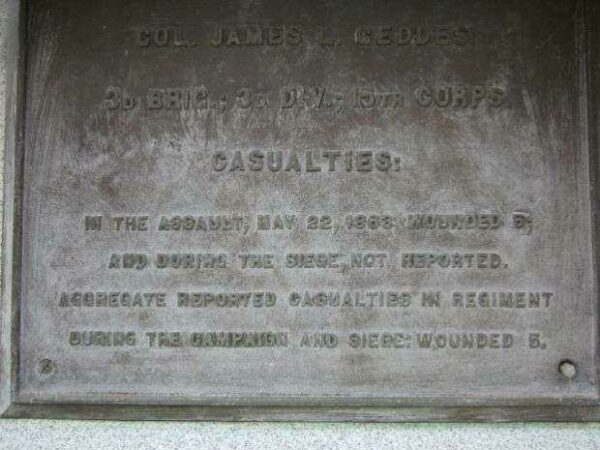 COL. JAMES L. GEDDES.
3D BRIG.; 3D DIV.; 15TH CORPS
CASUALTIES:
IN THE ASSAULT, MAY 22, 1863, WOUNDED 5;
AND DURING THE SIEGE, NOT REPORTED.
AGGREGATE REPORTED CASUALTIES IN REGIMENT
DURING THE CAMPAIGN AND SIEGE: WOUNDED 5.